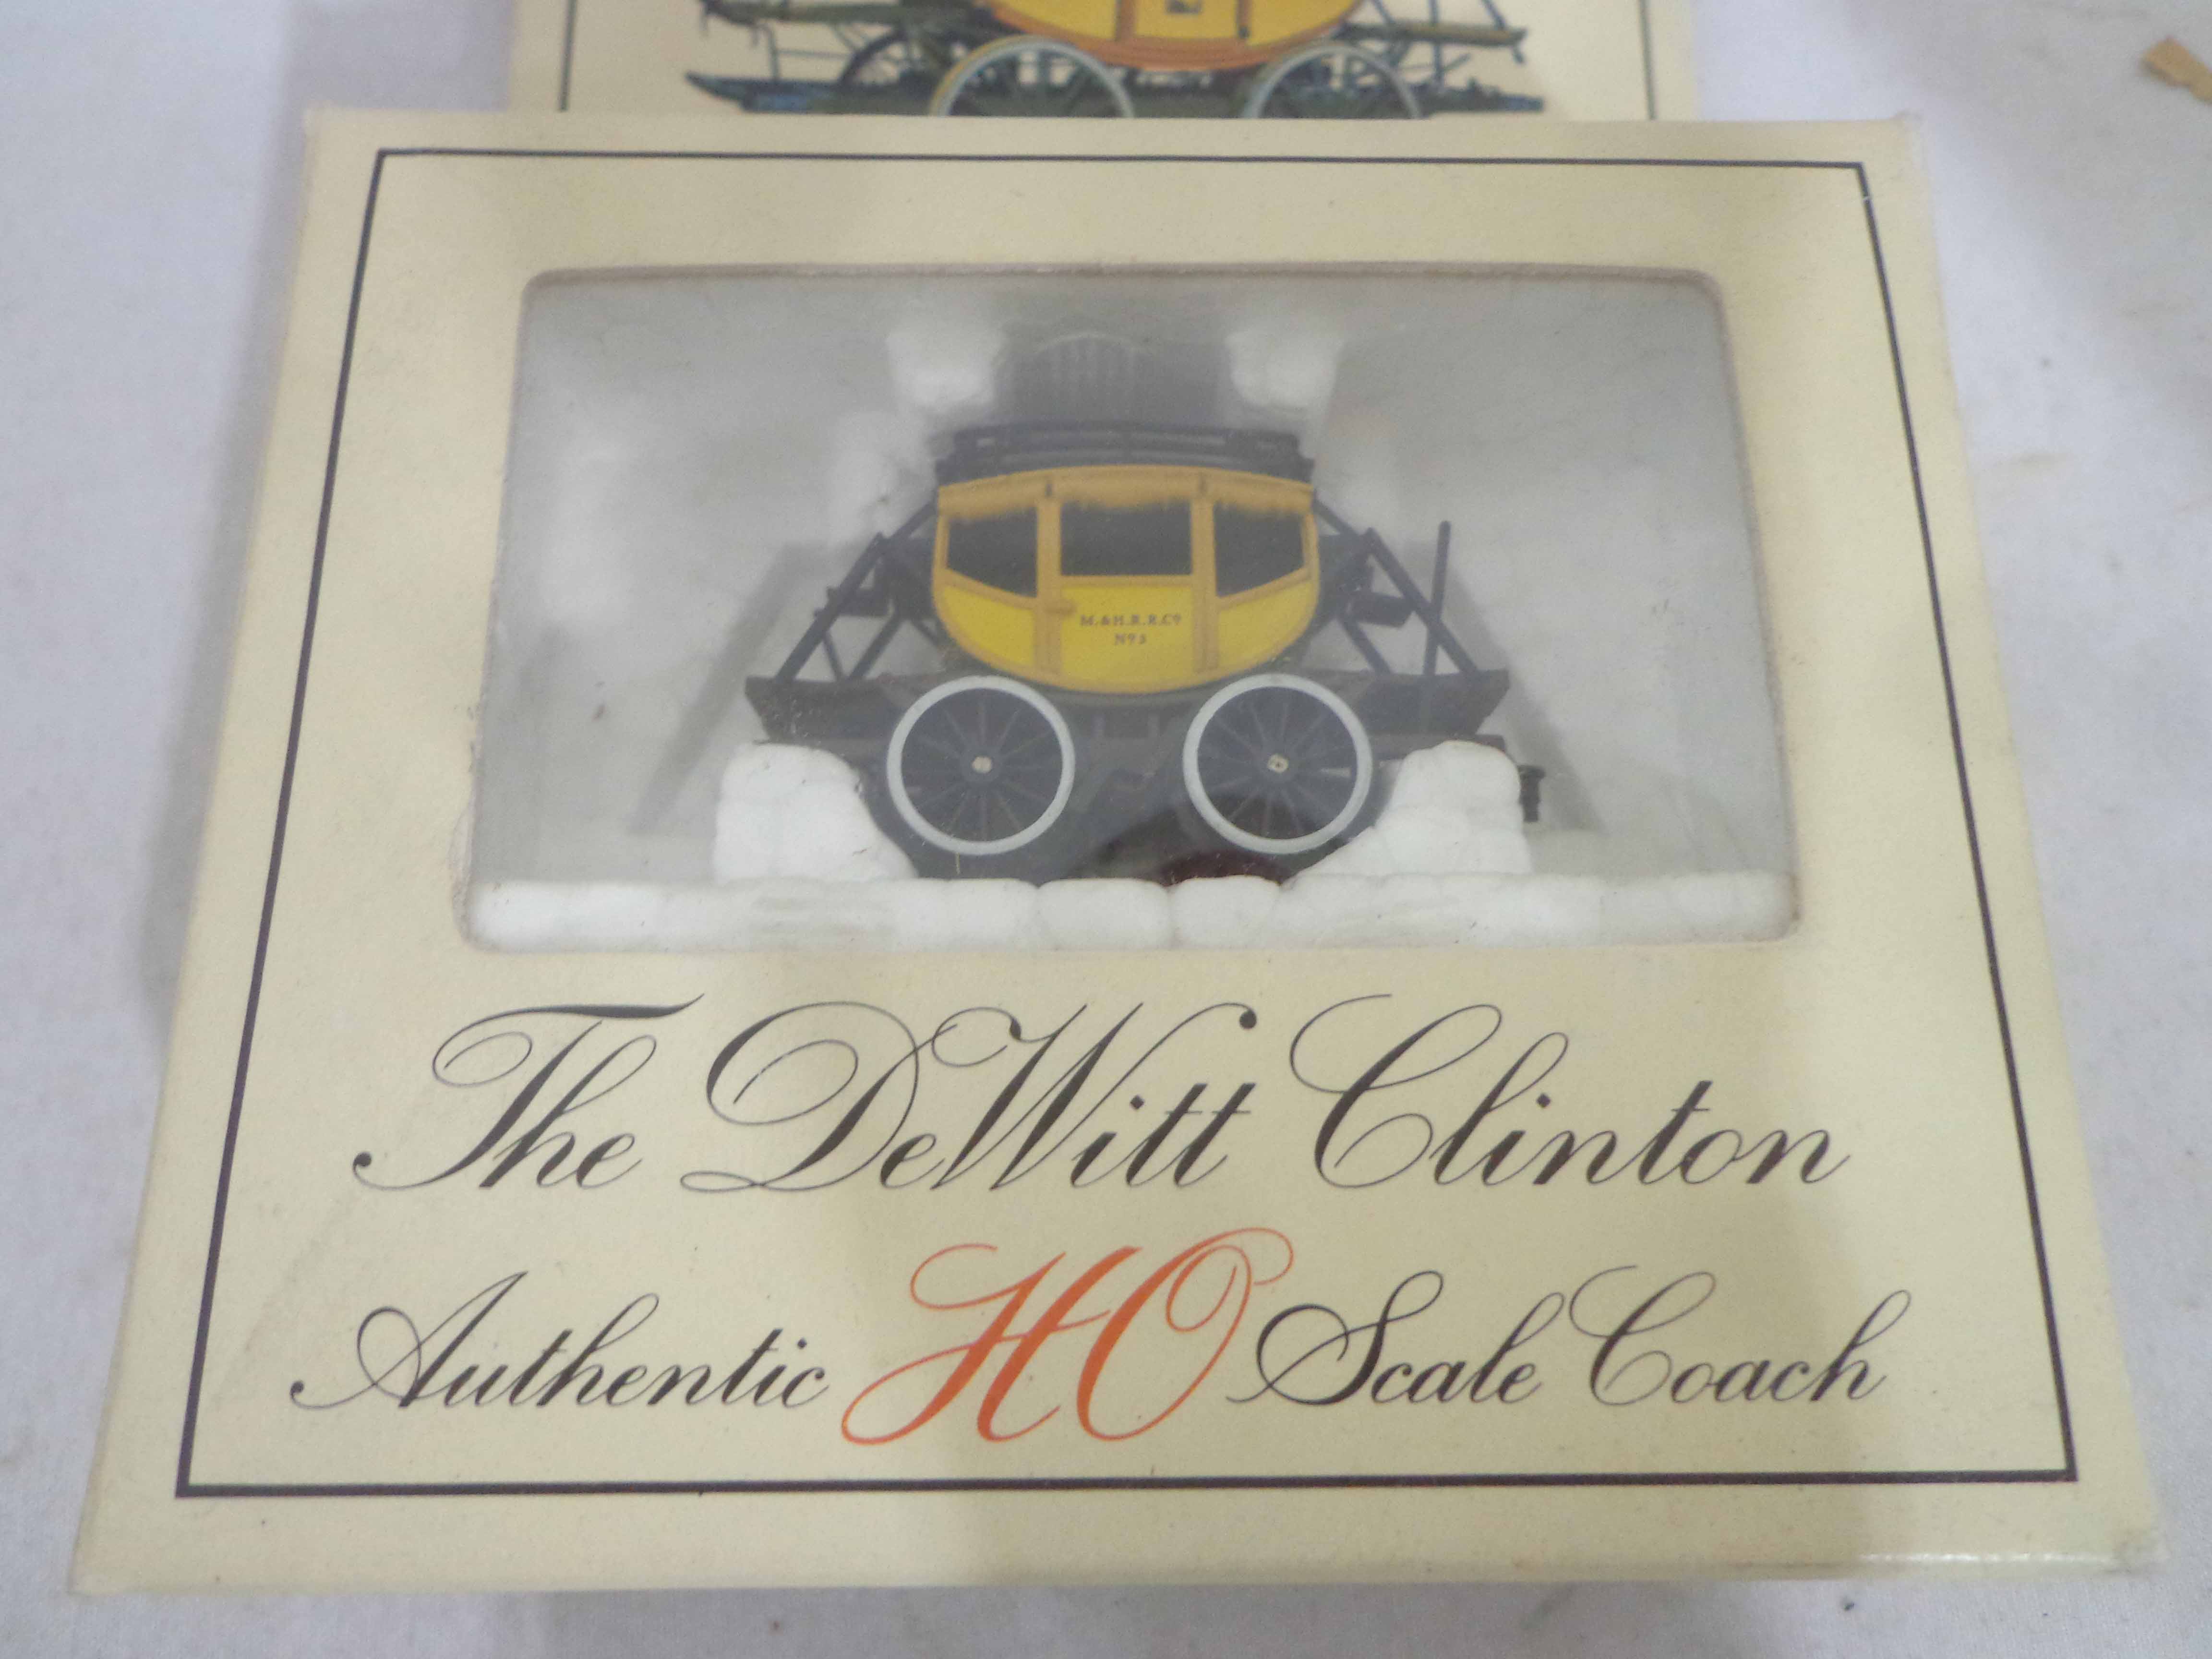 M.&H.R.R.Cº
Nº3
The DeWitt Clinton
Authentic HO Scale Coach